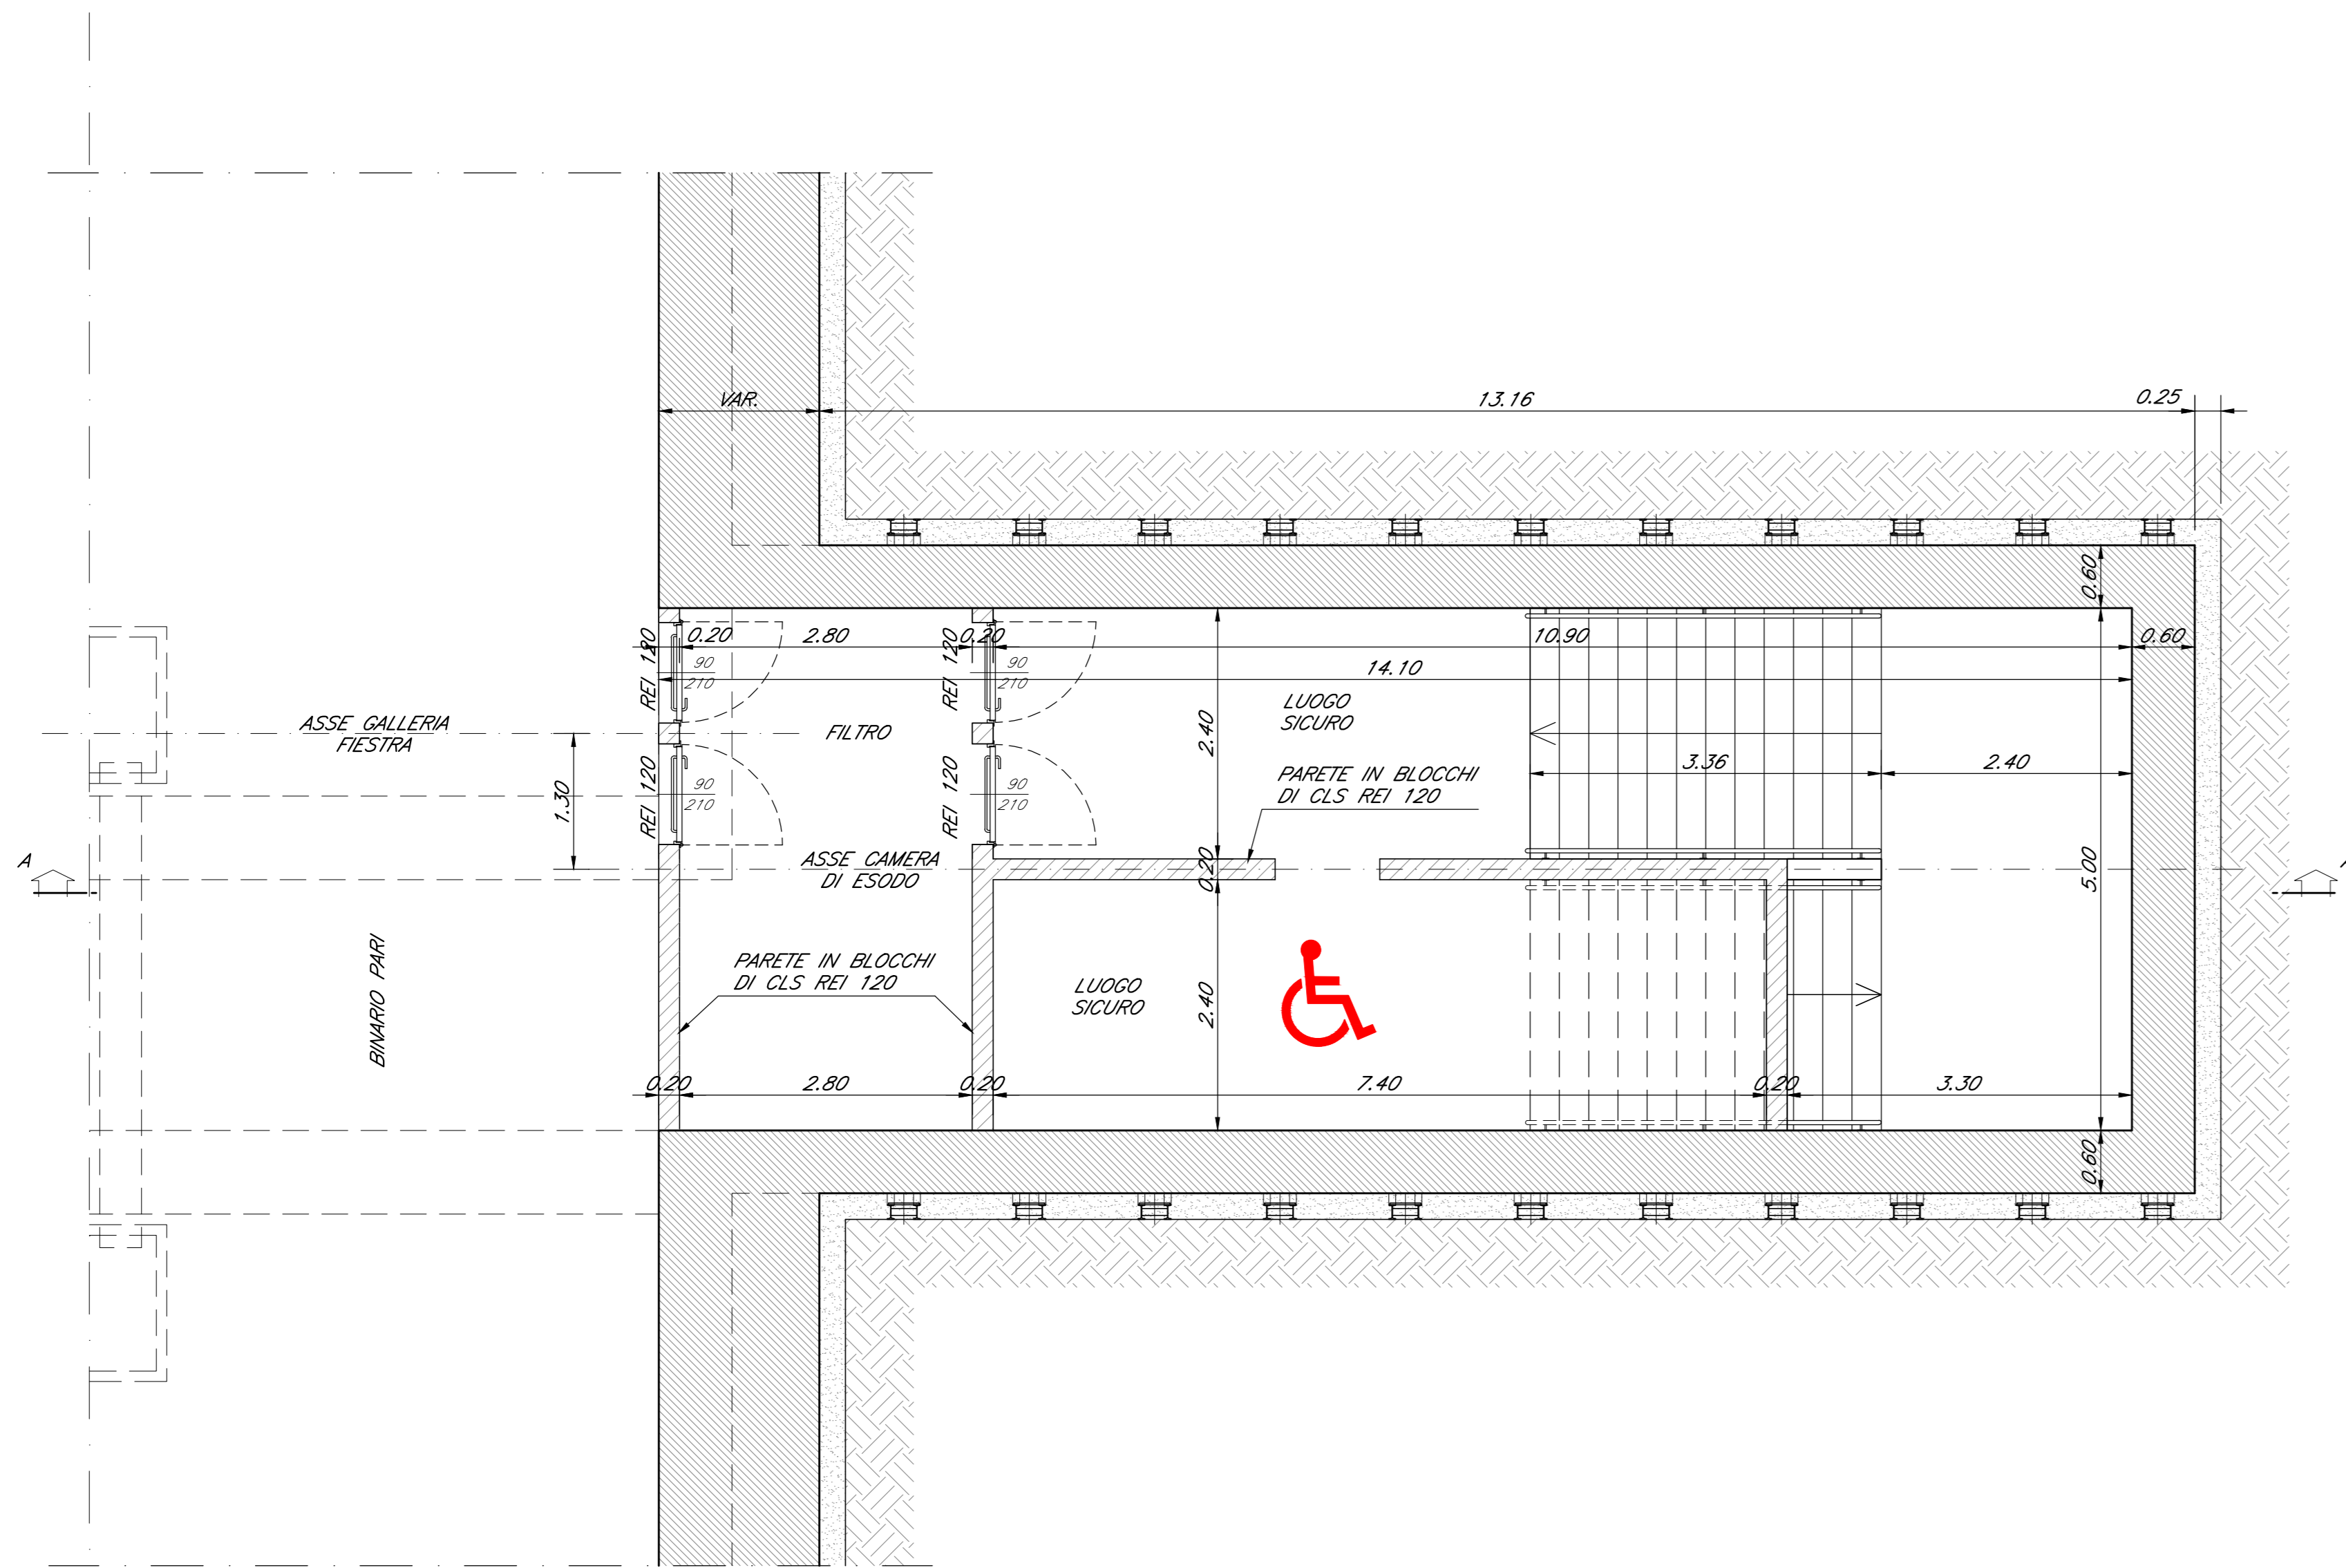 VAR.
13.16
0.25
0.60
REI 120
0.20
2.80
REI 120
0.20
10.90
0.60
90
210
90
210
14.10
LUOGO
SICURO
ASSE GALLERIA
FIESTRA
FILTRO
2.40
3.36
2.40
REI 120
90
210
REI 120
90
210
PARETE IN BLOCCHI
DI CLS REI 120
1.30
A
ASSE CAMERA
DI ESODO
0.20
5.00
BINARIO PARI
PARETE IN BLOCCHI
DI CLS REI 120
LUOGO
SICURO
2.40
0.20
2.80
0.20
7.40
0.20
3.30
0.60